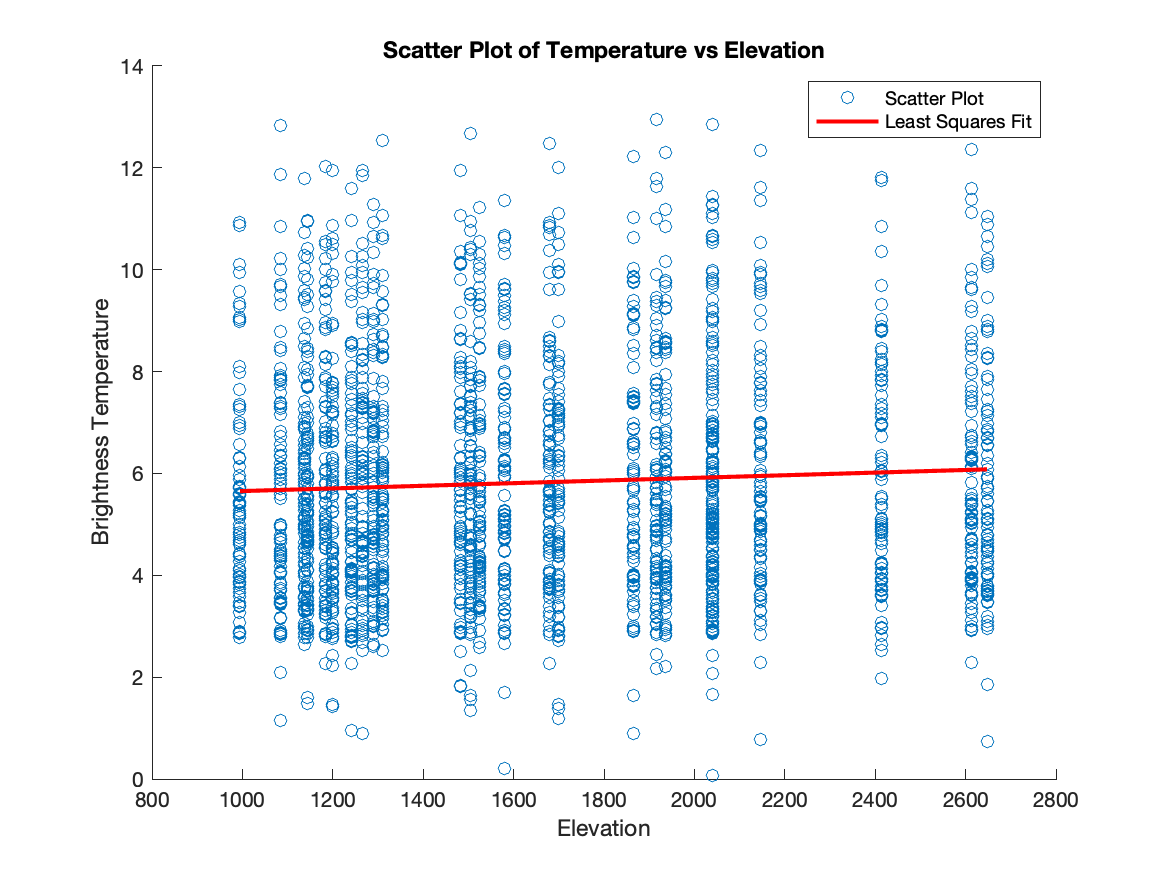 Scatter Plot of Temperature vs Elevation
14
12
10
8
6
4
2
0
Brightness Temperature
Scatter Plot
Least Squares Fit
800 1000 1200 1400 1600 1800 2000 2200 2400 2600 2800
Elevation